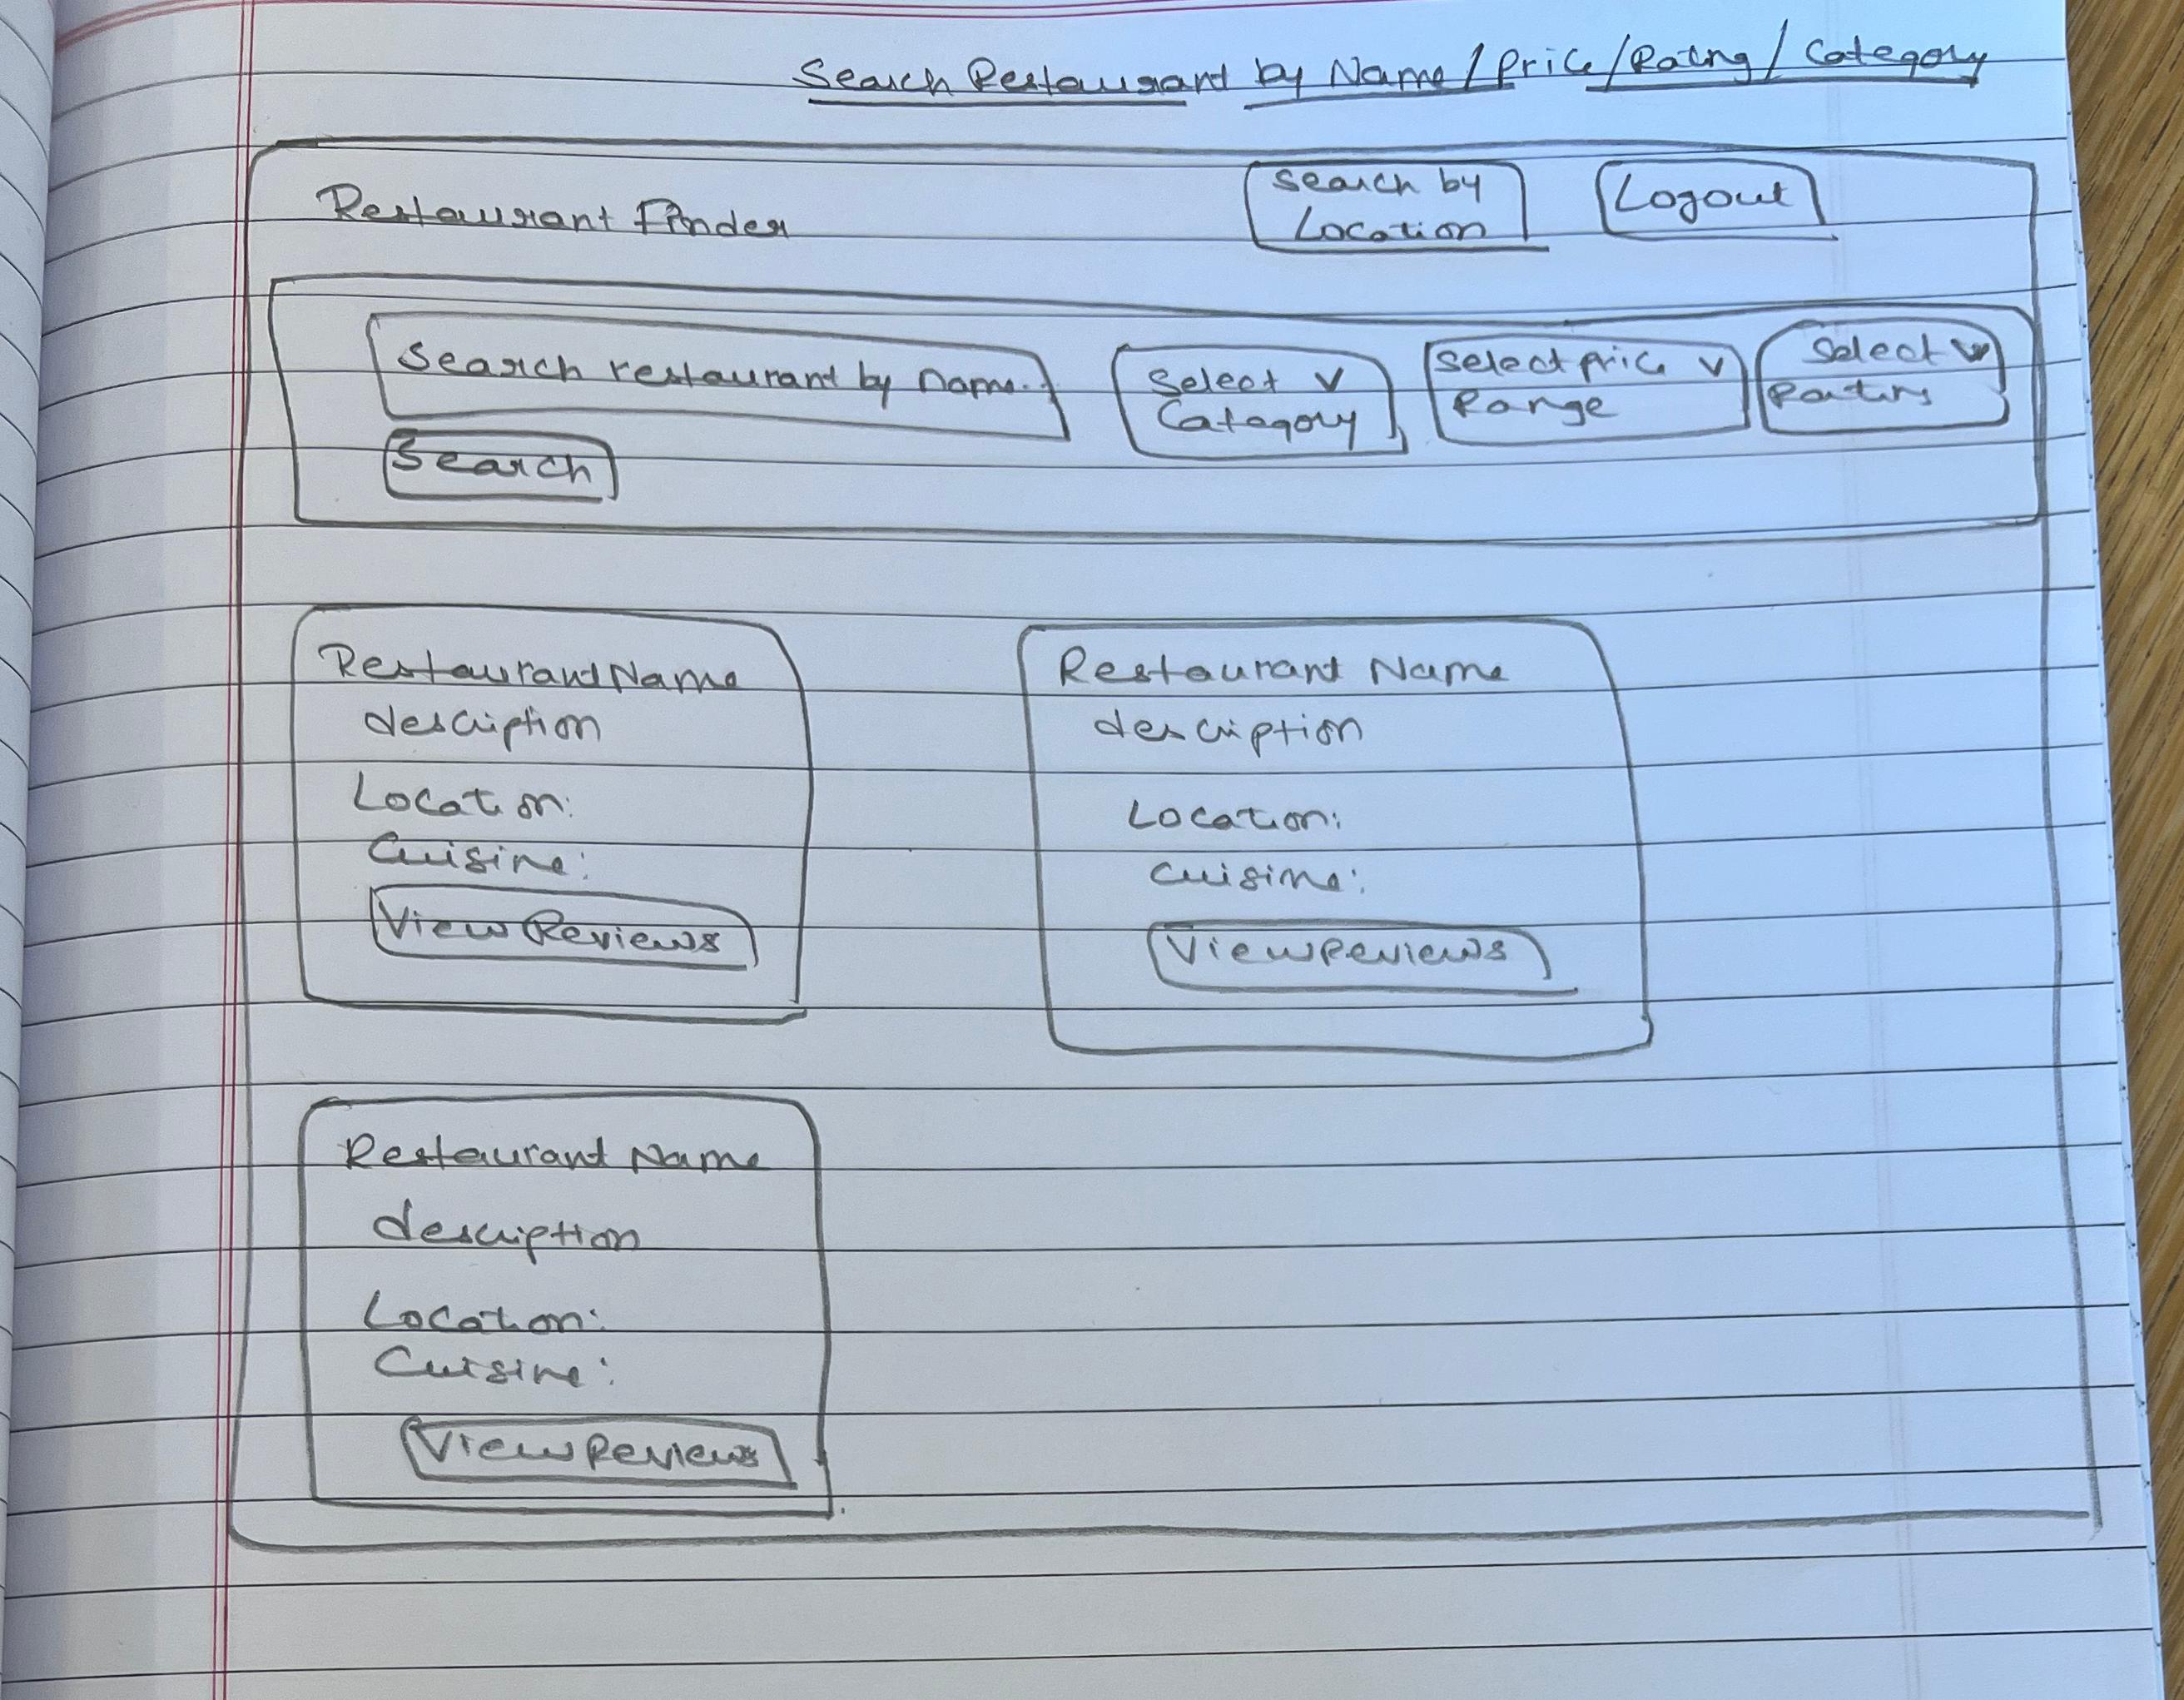 Search Restaurant by Name / Price / Rating / Category
Restaurant Finder
Search by
Location
Logout
Search restaurant by name.
Select v
Category
Select price v
Range
Select v
Search
Restaurant Name
description
Location:
Cuisine:
View Reviews
Restaurant Name
description
Location:
Cuisine:
View Reviews
Restaurant Name
description
Location:
Cuisine:
View Reviews